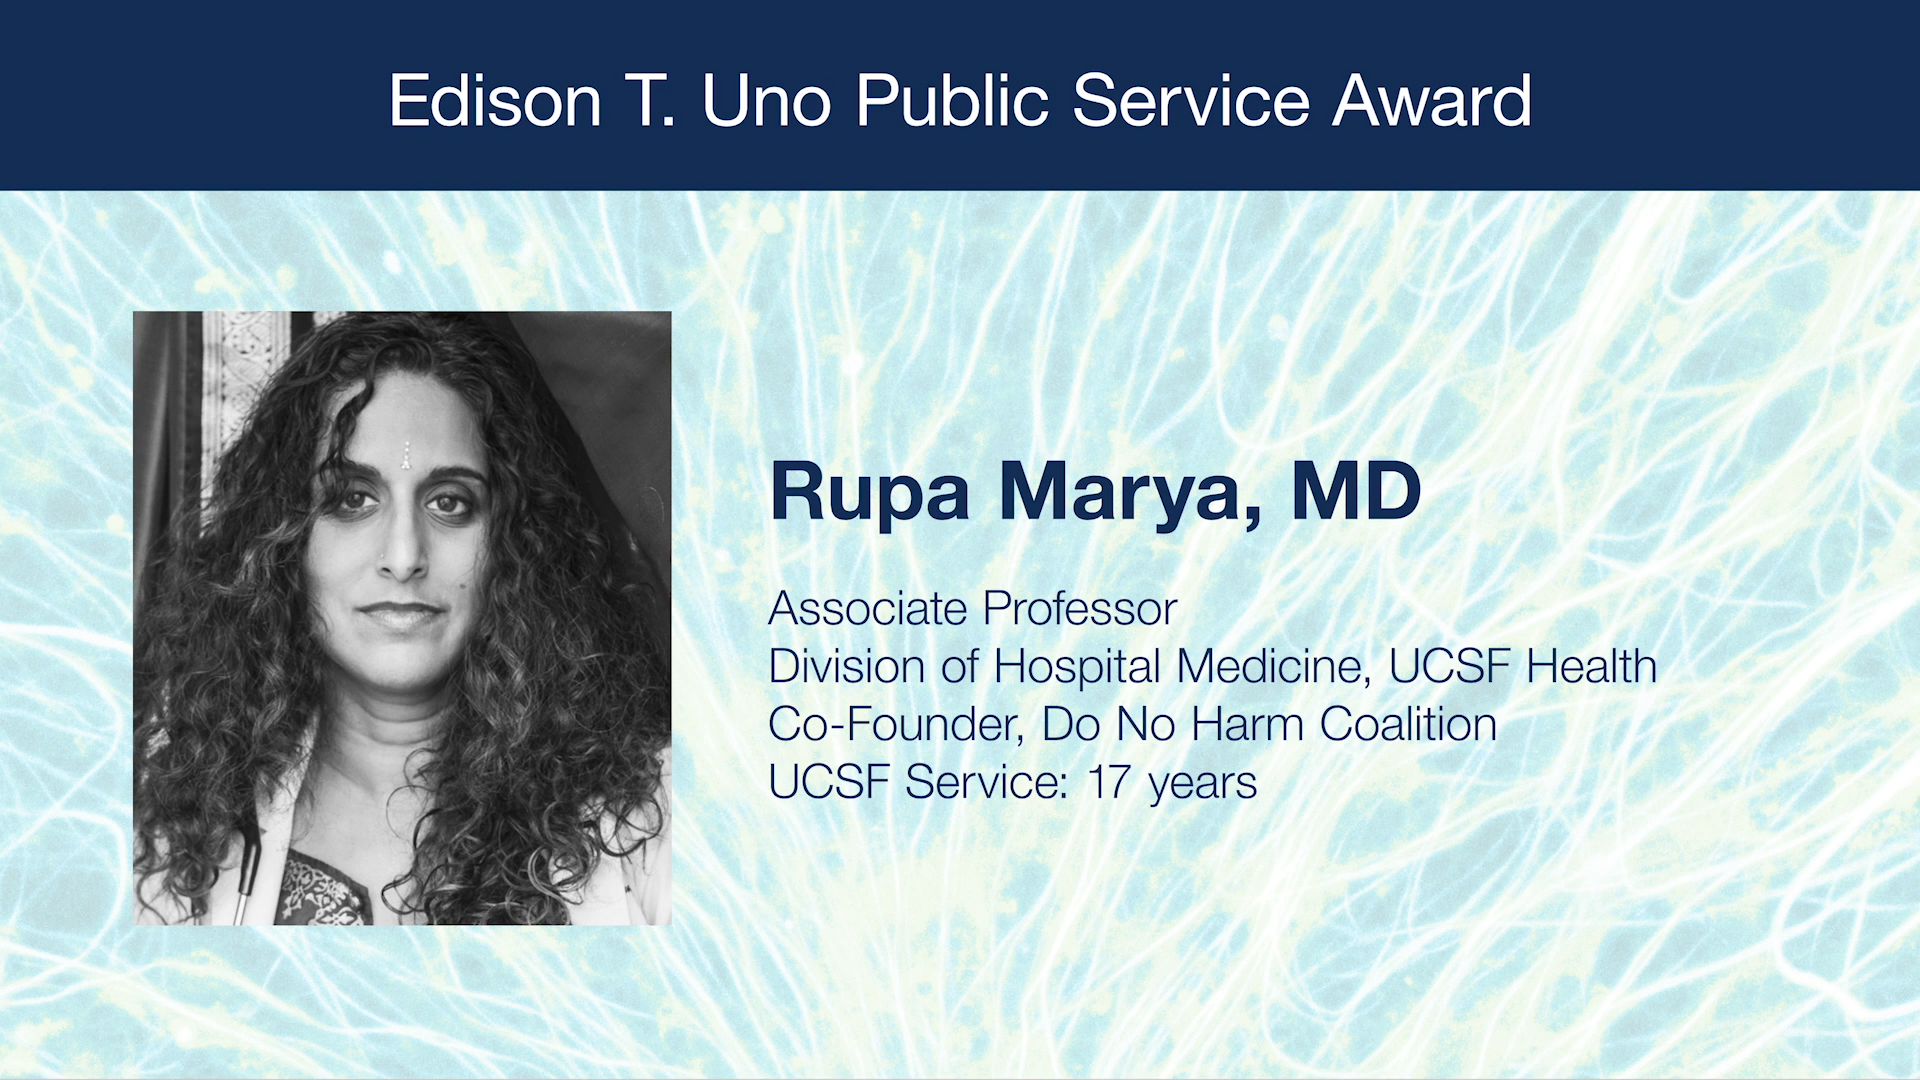 Edison T. Uno Public Service Award
Rupa Marya, MD
Associate Professor
Division of Hospital Medicine, UCSF Health
Co-Founder, Do No Harm Coalition
UCSF Service: 17 years